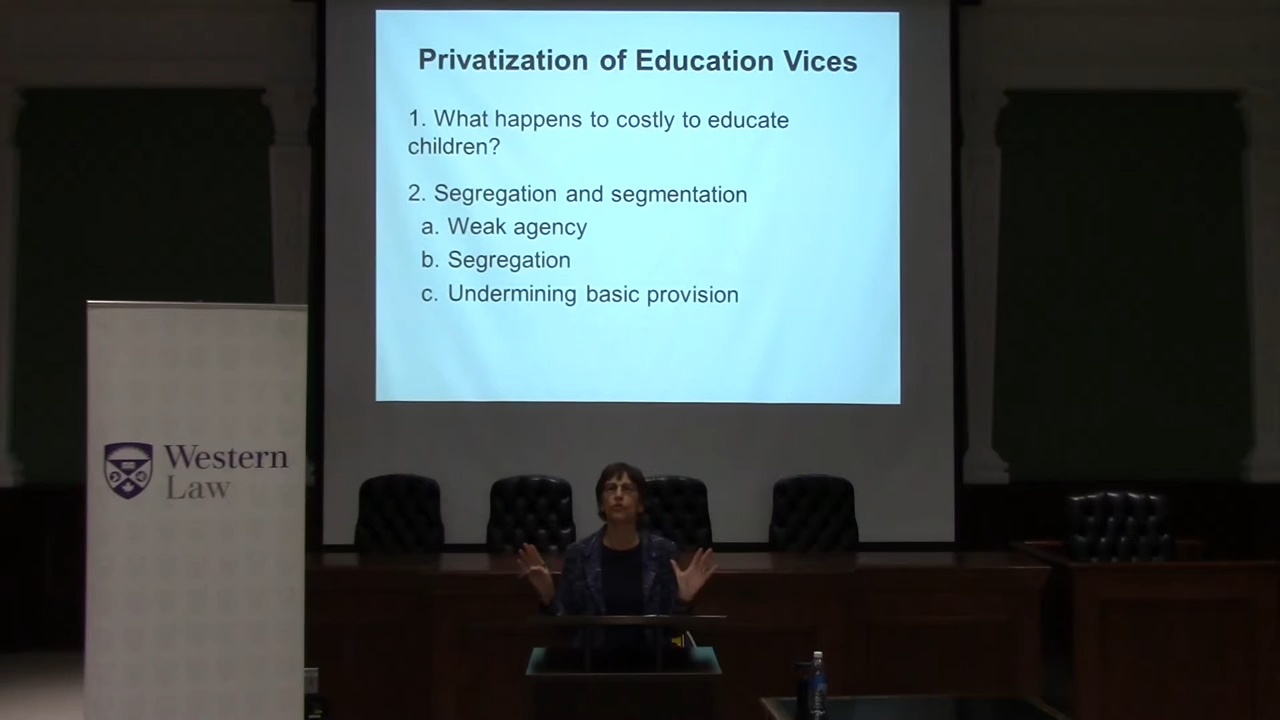 Privatization of Education Vices
1. What happens to costly to educate
children?
2. Segregation and segmentation
a. Weak agency
b. Segregation
c. Undermining basic provision
Western
Law